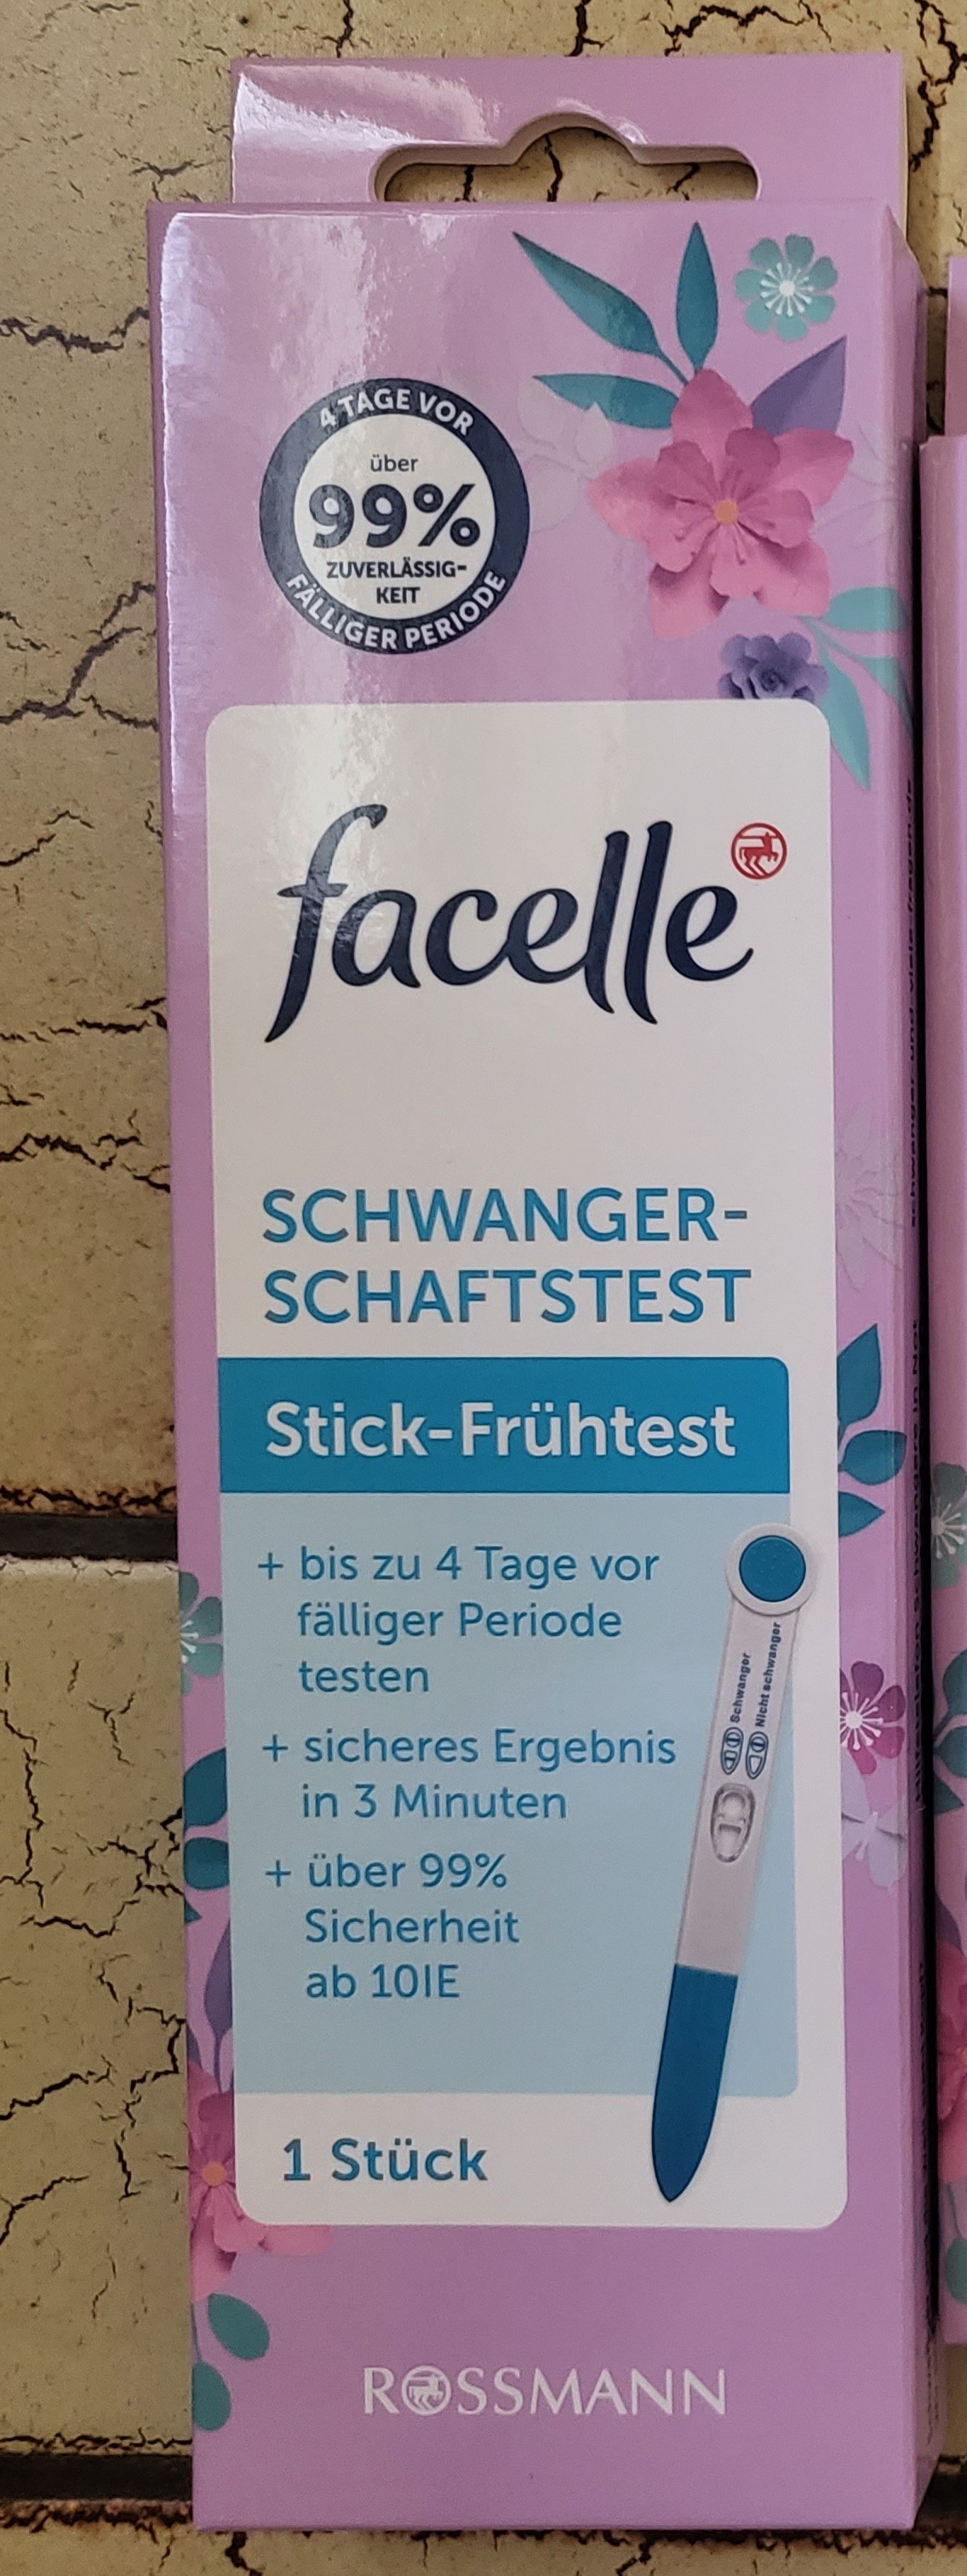 4 TAGE VOR
über
99%
ZUVERLÄSSIG-
KEIT
FÄLLIGER PERIODE
facelle
SCHWANGER-
SCHAFTSTEST
Stick-Frühtest
+ bis zu 4 Tage vor
fälliger Periode
testen
+ sicheres Ergebnis
in 3 Minuten
+ über 99%
Sicherheit
ab 10IE
Schwanger
Nicht schwanger
1 Stück
ROSSMANN